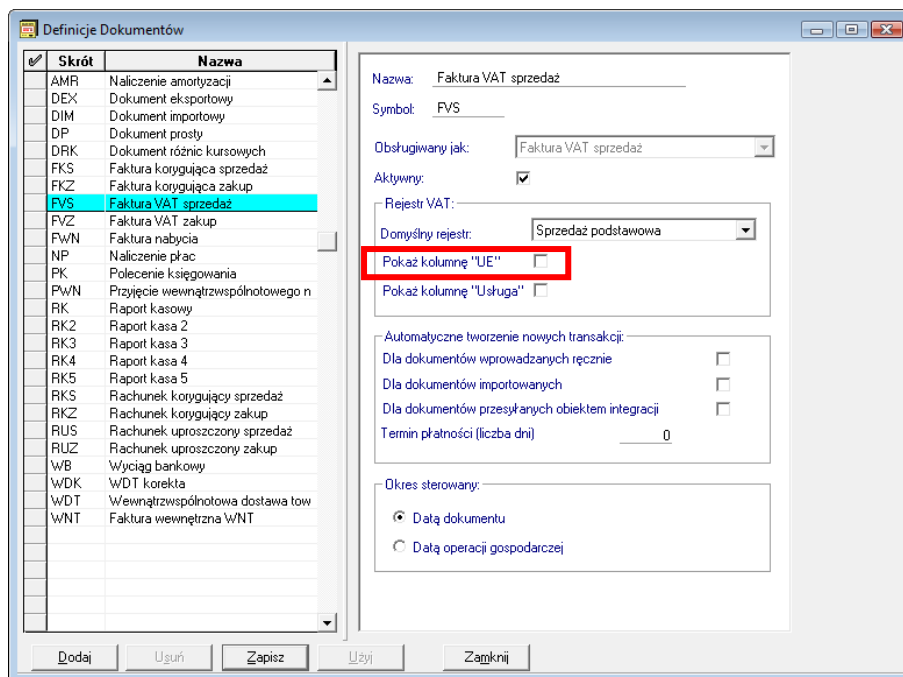 Definicje Dokumentów
Skrót Nazwa
AMR Naliczenie amortyzacji
DEX Dokument eksportowy
DIM Dokument importowy
DP Dokument prosty
DRK Dokument różnic kursowych
FKS Faktura korygująca sprzedaż
FKZ Faktura korygująca zakup
FVS Faktura VAT sprzedaż
FVZ Faktura VAT zakup
FWN Faktura nabycia
NP Naliczenie płac
PK Polecenie księgowania
PWN Przyjęcie wewnątrzwspólnotowego n
RK Raport kasowy
RK2 Raport kasa 2
RK3 Raport kasa 3
RK4 Raport kasa 4
RK5 Raport kasa 5
RKS Rachunek korygujący sprzedaż
RKZ Rachunek korygujący zakup
RUS Rachunek uproszczony sprzedaż
RUZ Rachunek uproszczony zakup
WB Wyciąg bankowy
WDK WDT korekta
WDT Wewnątrzwspólnotowa dostawa tow
WNT Faktura wewnętrzna WNT
Nazwa: Faktura VAT sprzedaż
Symbol: FVS
Obsługiwany jak: Faktura VAT sprzedaż
Aktywny:
Rejestr VAT:
Domyślny rejestr: Sprzedaż podstawowa
Pokaż kolumnę "UE"
Pokaż kolumnę "Usługa"
Automatyczne tworzenie nowych transakcji:
Dla dokumentów wprowadzanych ręcznie
Dla dokumentów importowanych
Dla dokumentów przesyłanych obiektem integracji
Termin płatności (liczba dni) 0
Okres sterowany:
Datą dokumentu
Datą operacji gospodarczej
Dodaj Usuń Zapisz Użyj Zamknij